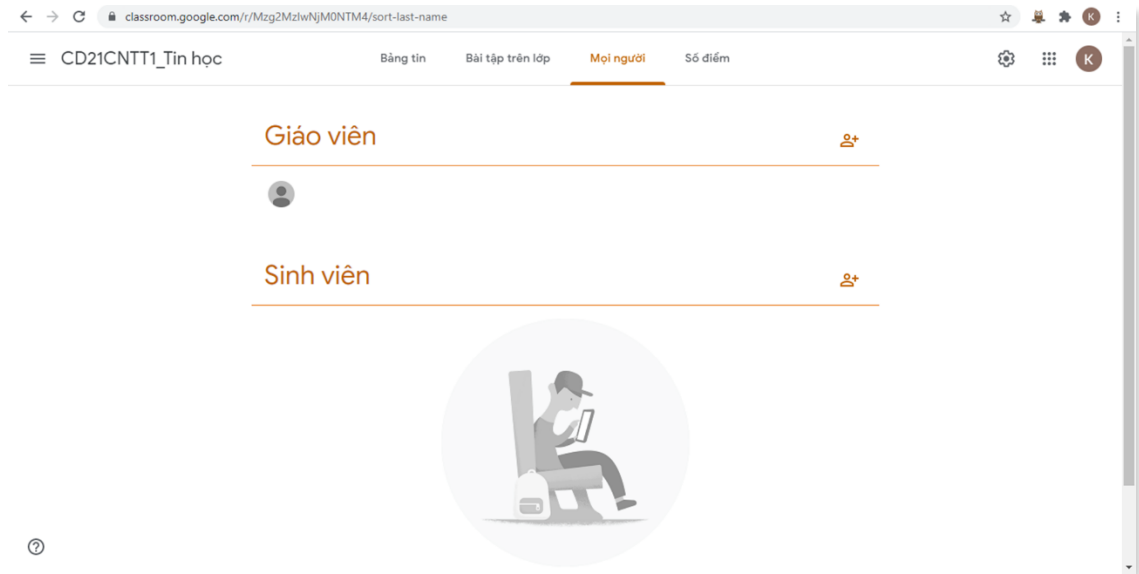 classroom.google.com/r/Mzg2MzIwNjM0NTM4/sort-last-name
K
CD21CNTT1_Tin học
Bảng tin
Bài tập trên lớp
Mọi người
Số điểm
K
Giáo viên
Sinh viên